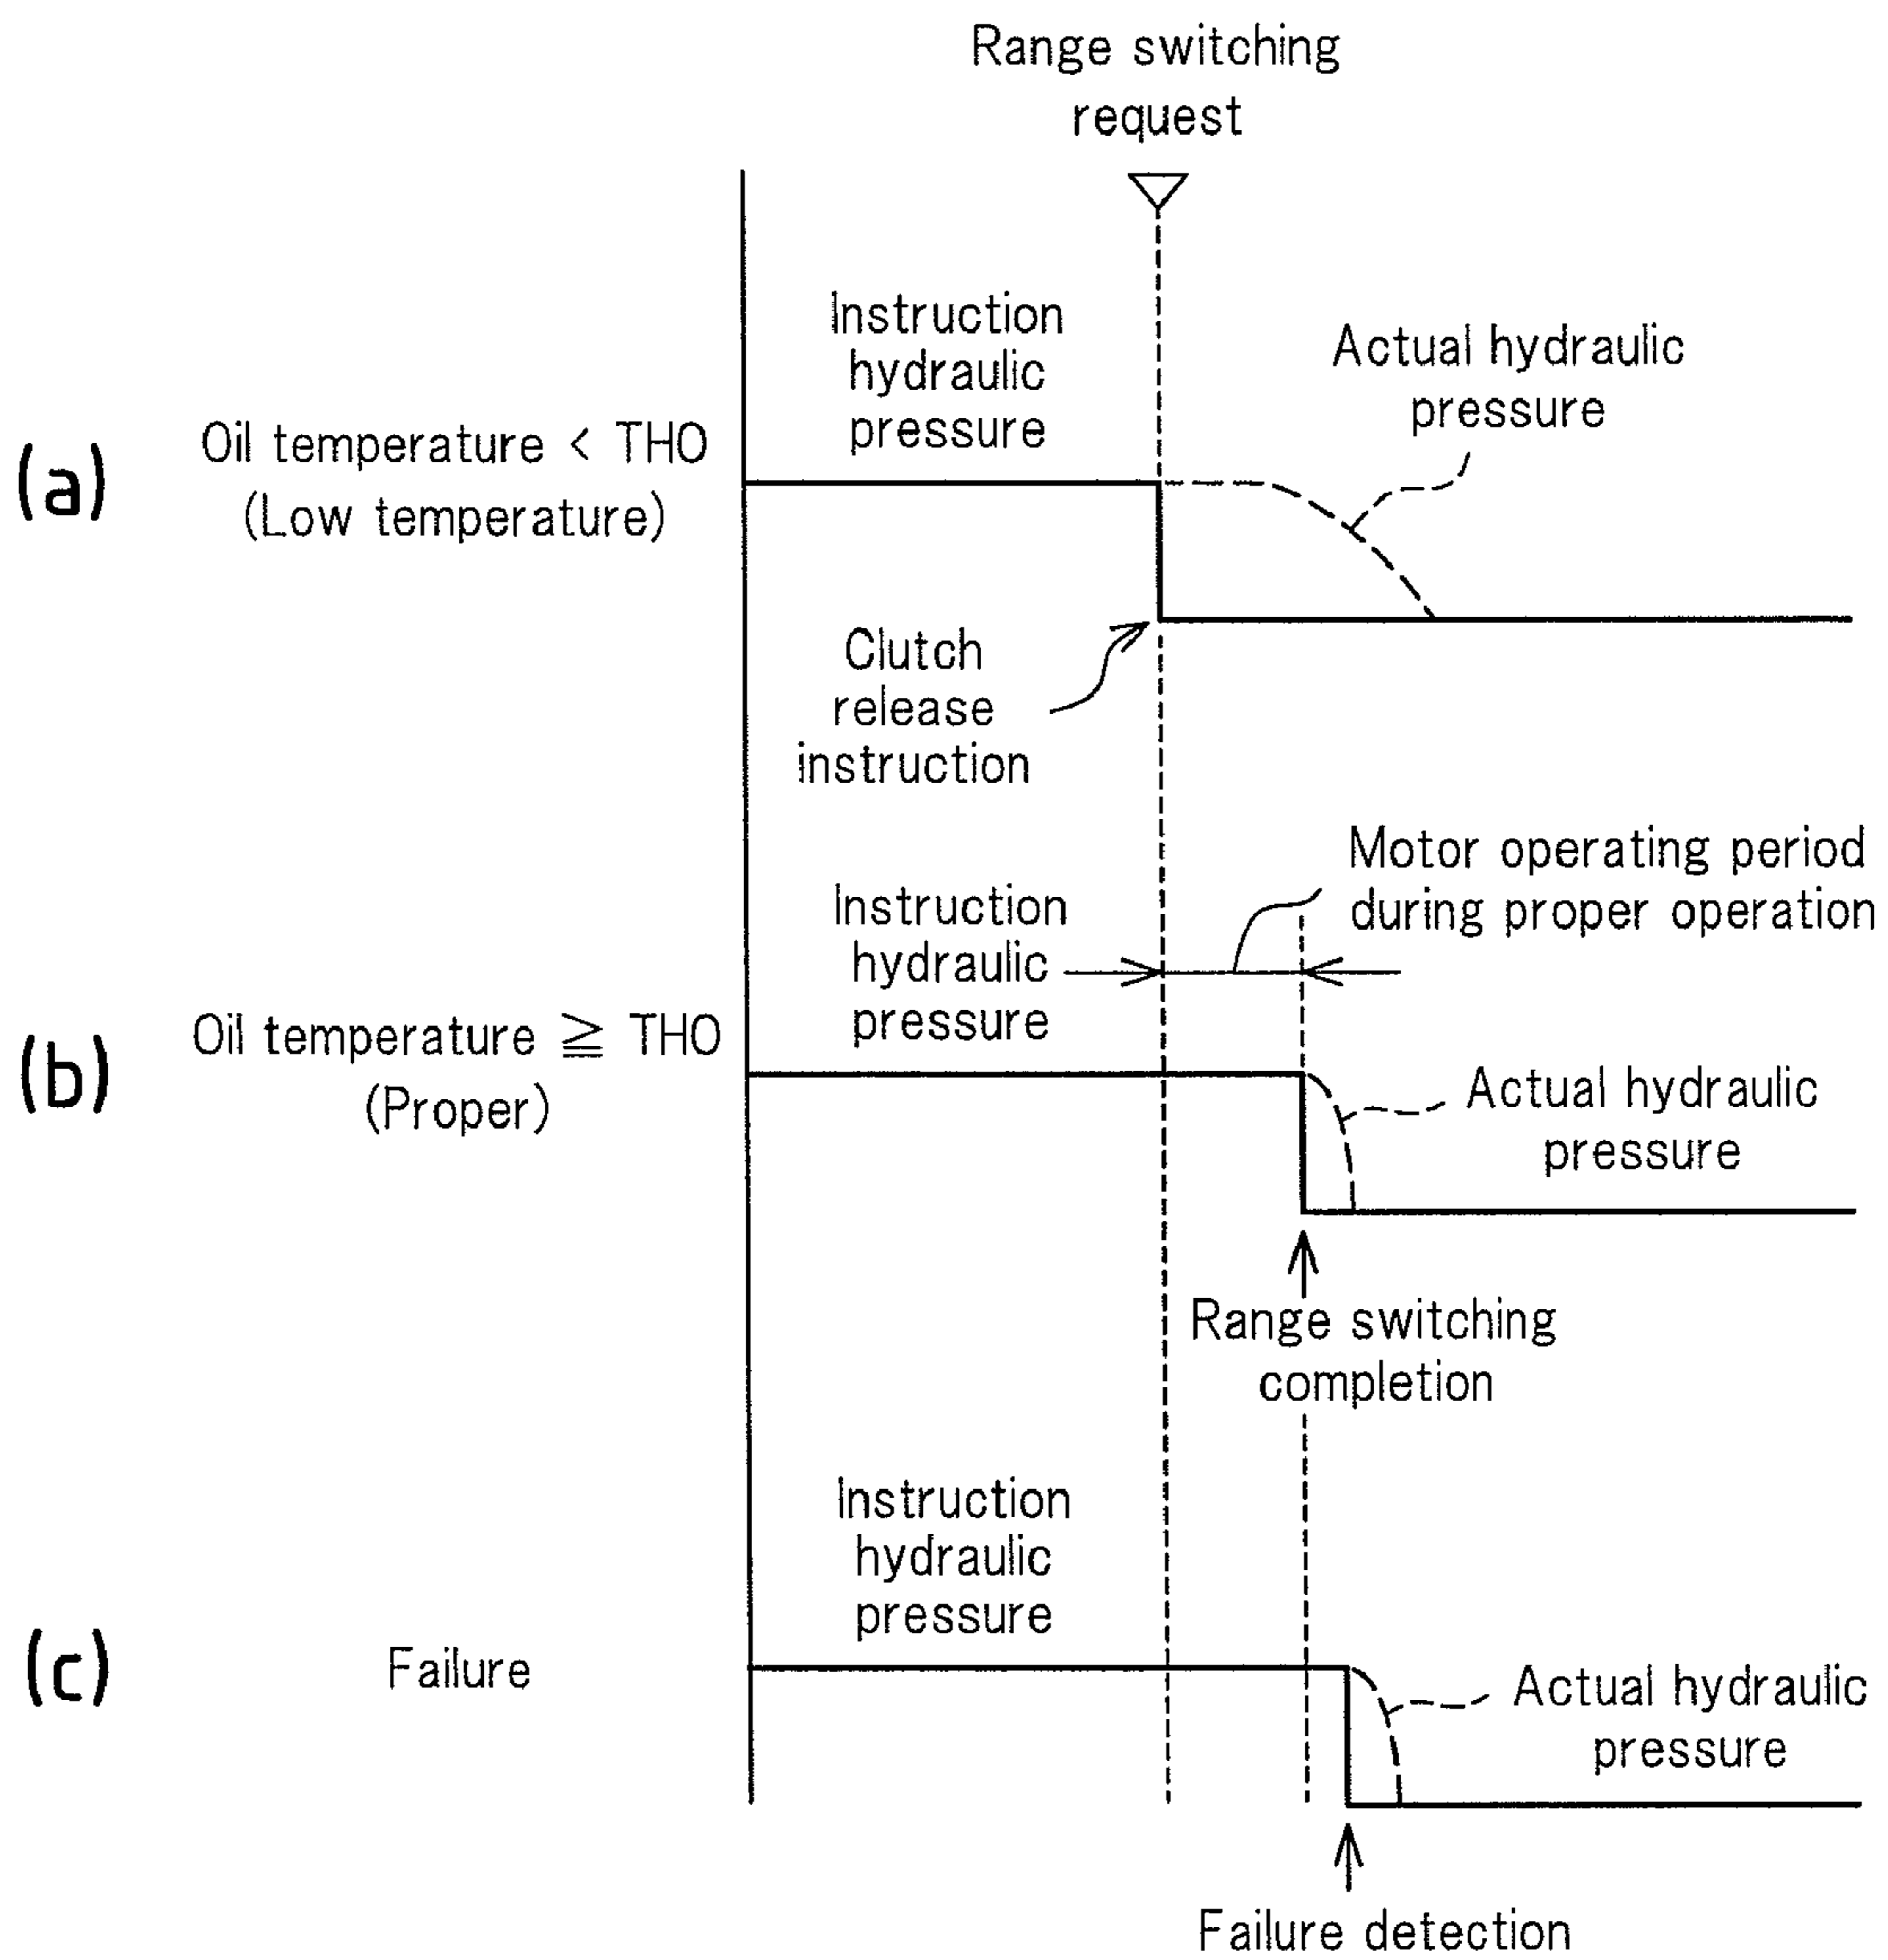 Range switching
request
Instruction
hydraulic
pressure
Actual hydraulic
pressure
(a)
Oil temperature < THO
(Low temperature)
Clutch
release
instruction
Motor operating period
during proper operation
Instruction
hydraulic
pressure
(b)
Oil temperature ≧ THO
(Proper)
Actual hydraulic
pressure
Range switching
completion
Instruction
hydraulic
pressure
(c)
Failure
Actual hydraulic
pressure
Failure detection